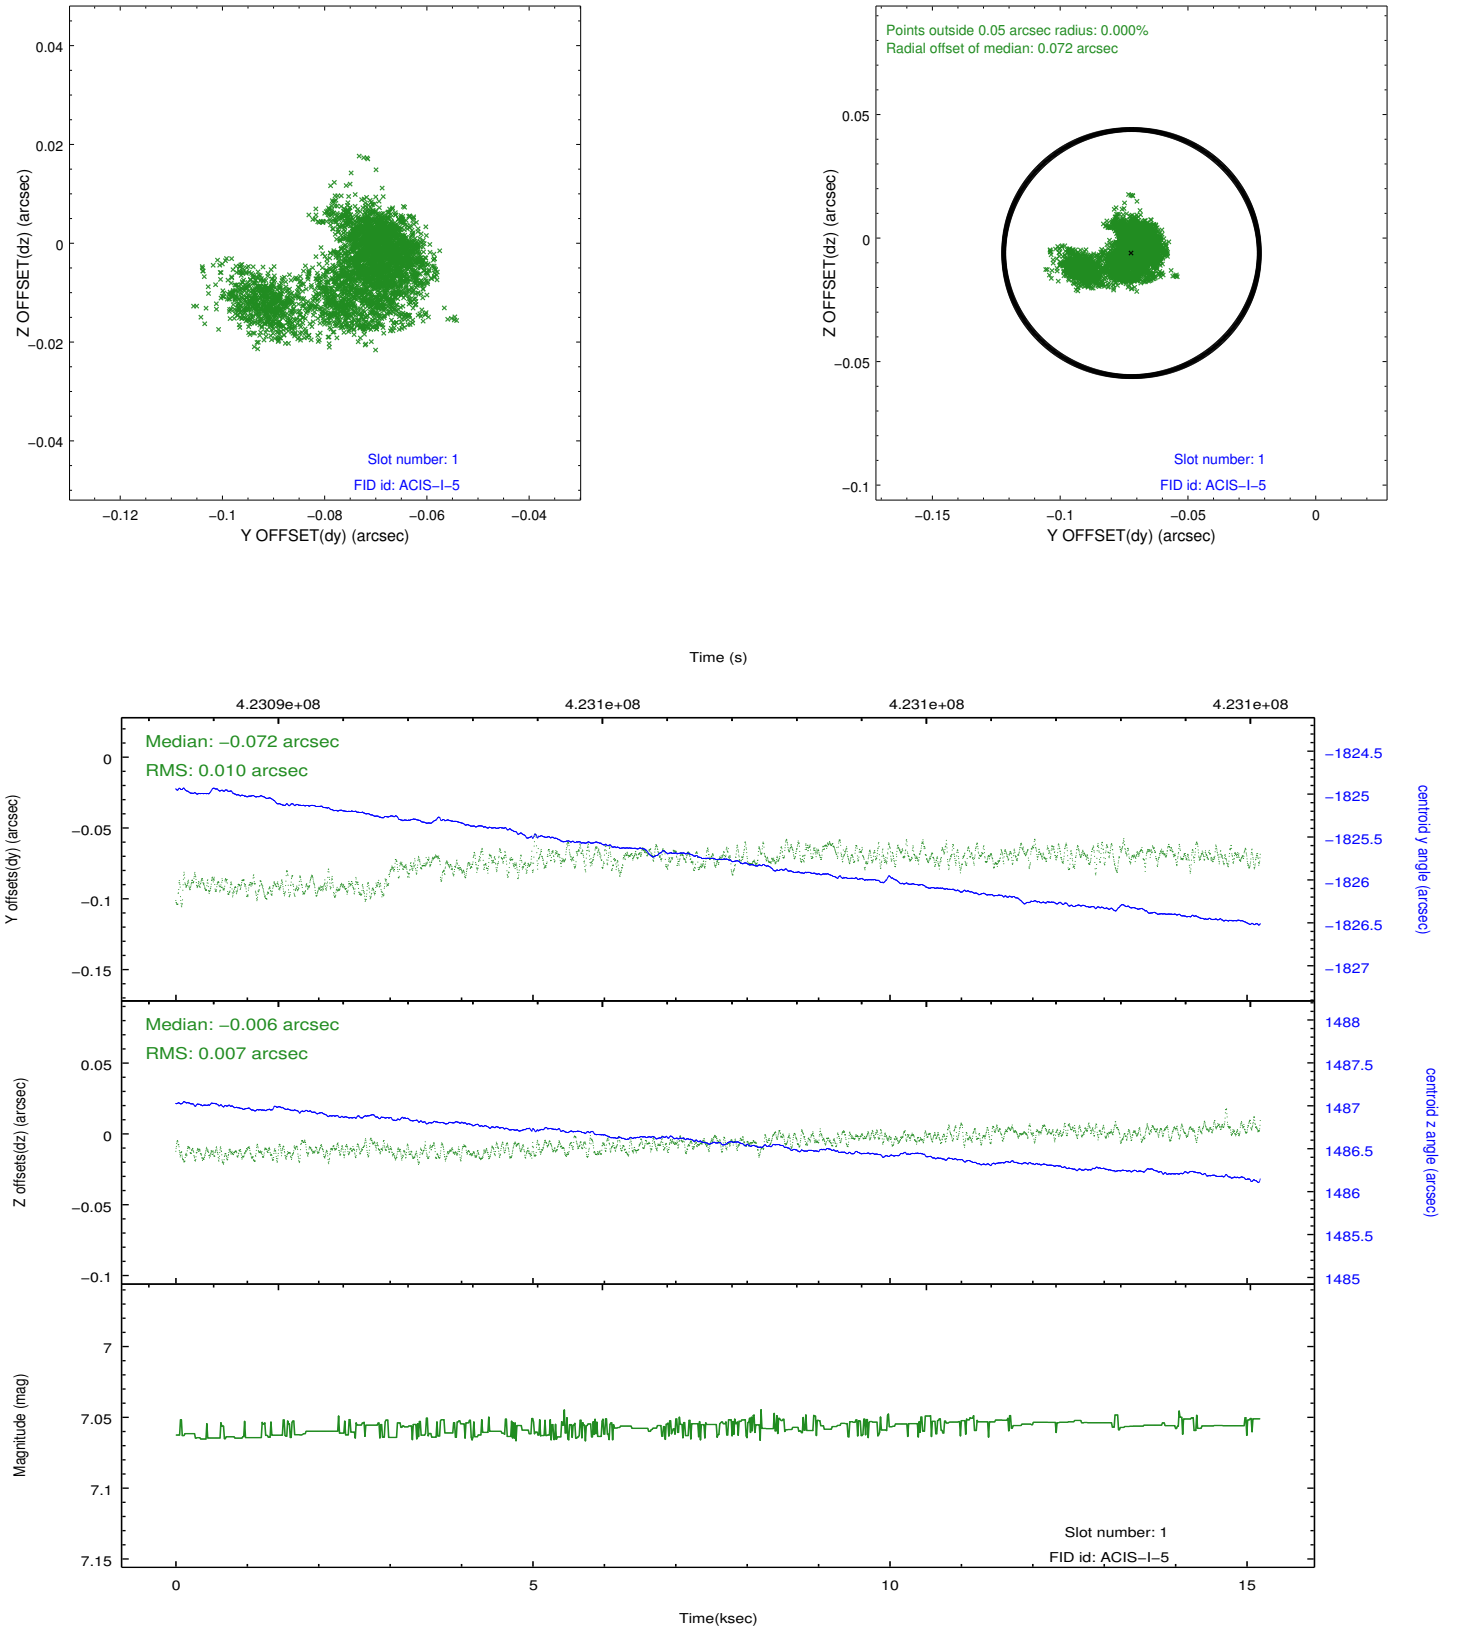 0.04
0.02
0
−0.02
−0.04
Z OFFSET(dz) (arcsec)
Slot number: 1
FID id: ACIS−I−5
−0.12
−0.1
−0.08
−0.06
−0.04
Y OFFSET(dy) (arcsec)
Points outside 0.05 arcsec radius: 0.000%
Radial offset of median: 0.072 arcsec
0.05
0
−0.05
−0.1
Z OFFSET(dz) (arcsec)
Slot number: 1
FID id: ACIS−I−5
−0.15
−0.1
−0.05
0
Y OFFSET(dy) (arcsec)
Time (s)
4.2309e+08
4.231e+08
4.231e+08
4.231e+08
Median: −0.072 arcsec
RMS: 0.010 arcsec
0
−0.05
−0.1
−0.15
Y offsets(dy) (arcsec)
−1824.5
−1825
−1825.5
−1826
−1826.5
−1827
centroid y angle (arcsec)
Median: −0.006 arcsec
RMS: 0.007 arcsec
0.05
0
−0.05
−0.1
Z offsets(dz) (arcsec)
1488
1487.5
1487
1486.5
1486
1485.5
1485
centroid z angle (arcsec)
7
7.05
7.1
7.15
Magnitude (mag)
Slot number: 1
FID id: ACIS−I−5
0
5
10
15
Time(ksec)